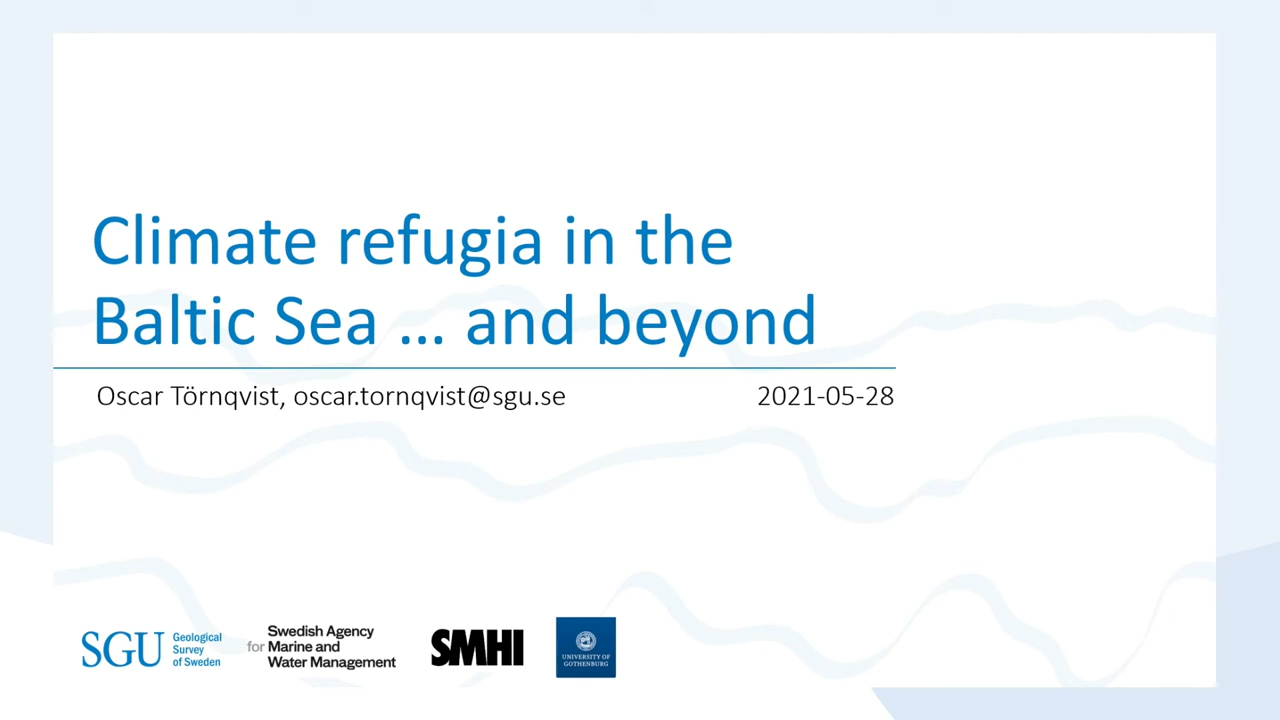 Climate refugia in the
Baltic Sea ... and beyond
Oscar Törnqvist, oscar.tornqvist@sgu.se 2021-05-28
SGU Geological
Survey
of Sweden
Swedish Agency
for Marine and
Water Management
SMHI
UNIVERSITY OF
GOTHENBURG